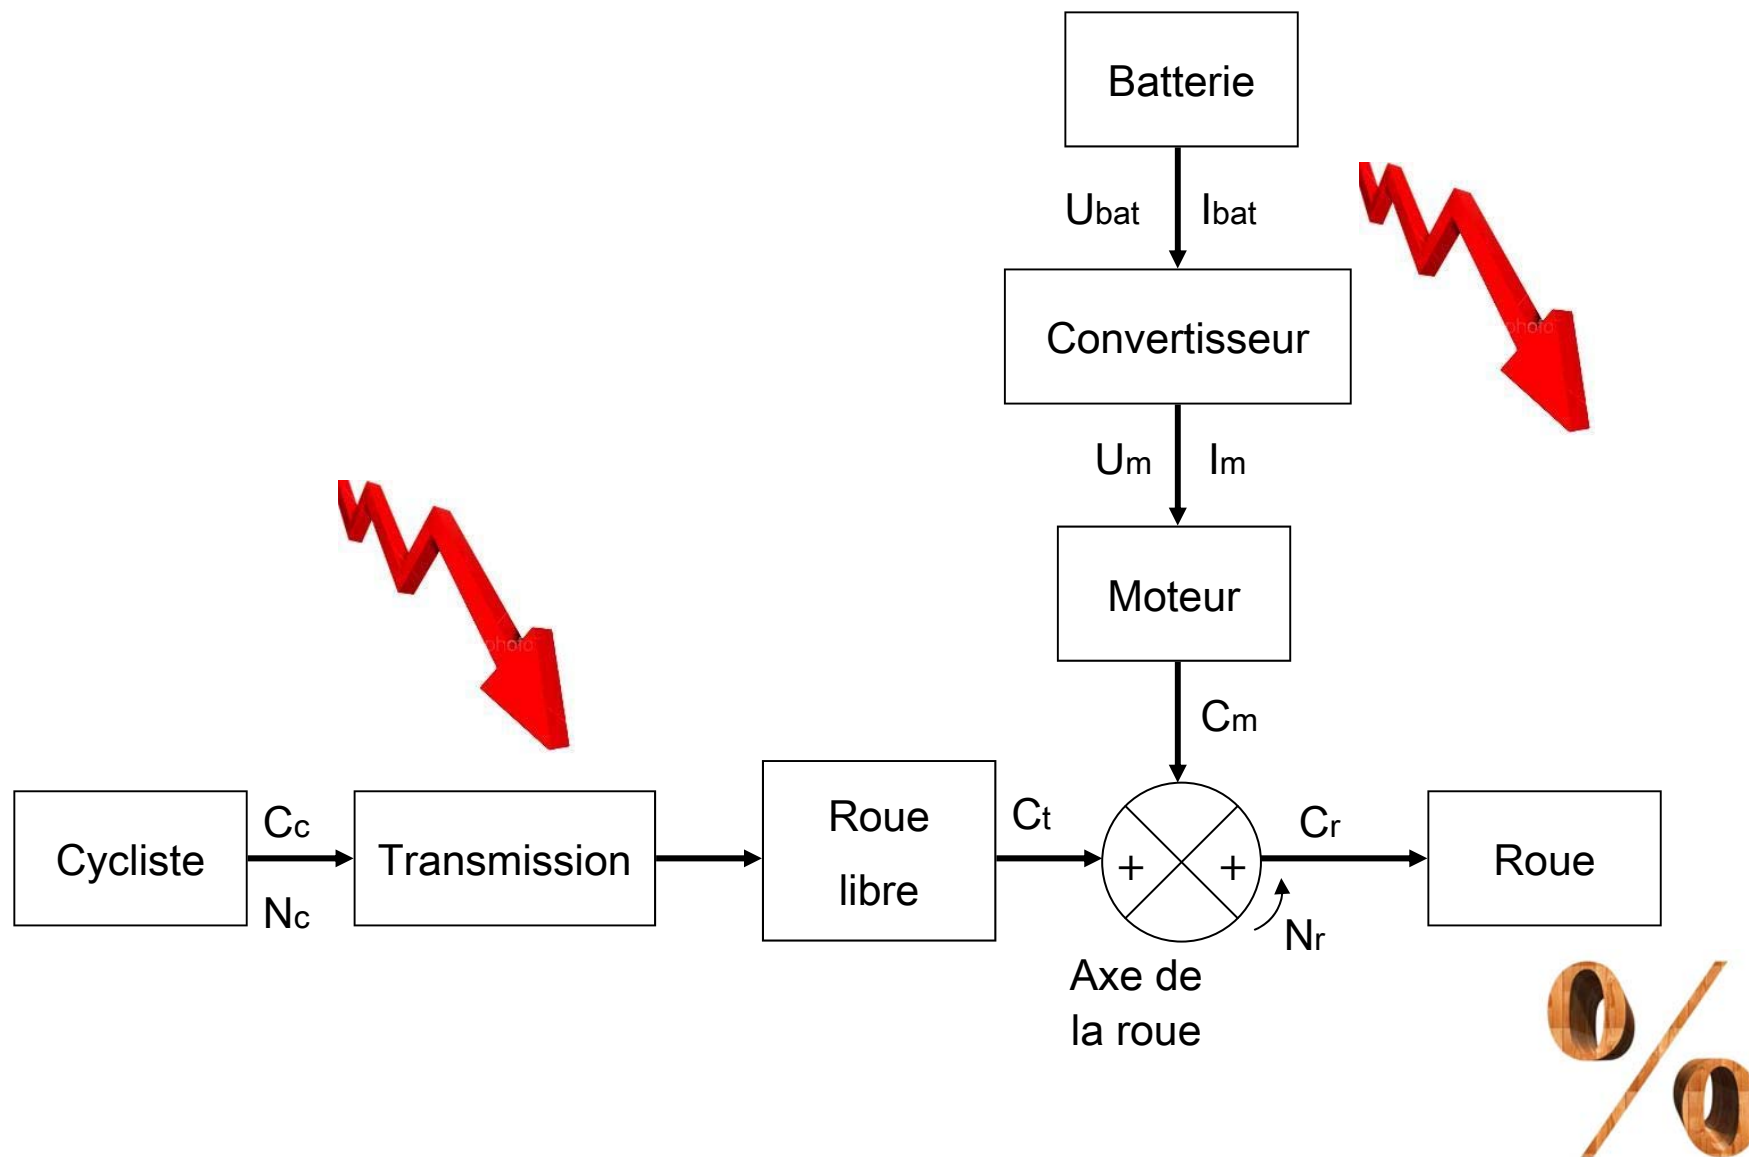 Batterie
Ubat Ibat
Convertisseur
Um Im
Moteur
Cm
Cycliste
Cc
Nc
Transmission
Roue
libre
Ct
+ +
Cr
Nr
Roue
Axe de
la roue
%